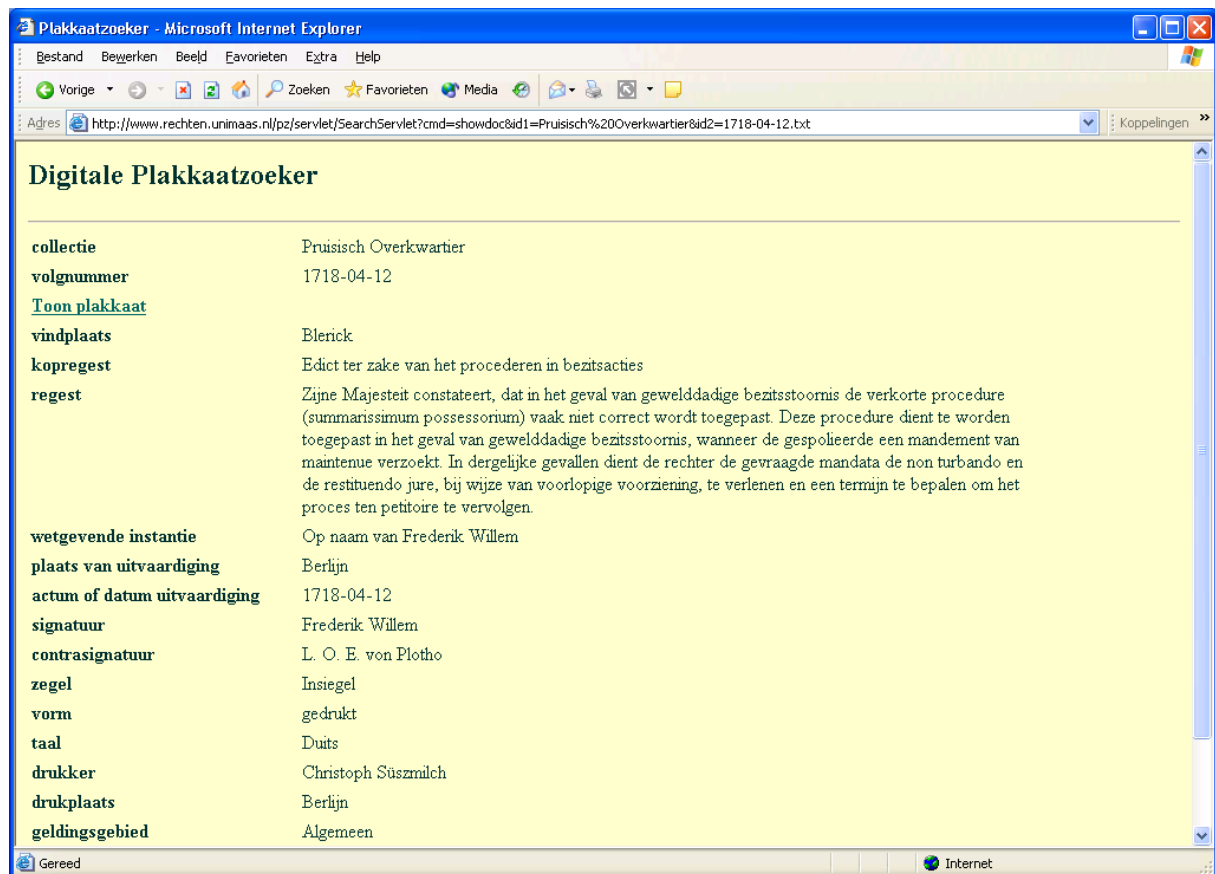 Plakkaatzoeker - Microsoft Internet Explorer
Bestand Bewerken Beeld Favorieten Extra Help
Vorige Zoeken Favorieten Media
Adres http://www.rechten.unimaas.nl/pz/servlet/SearchServlet?cmd=showdoc&id1=Pruisisch%20Overkwartier&id2=1718-04-12.txt Koppelingen »
Digitale Plakkaatzoeker
collectie Pruisisch Overkwartier
volgnummer 1718-04-12
Toon plakkaat
vindplaats Blerick
kopregest Edict ter zake van het procederen in bezitsacties
regest Zijne Majesteit constateert, dat in het geval van gewelddadige bezitsstoornis de verkorte procedure
(summarissimum possessorium) vaak niet correct wordt toegepast. Deze procedure dient te worden
toegepast in het geval van gewelddadige bezitsstoornis, wanneer de gespolieerde een mandement van
maintenue verzoekt. In dergelijke gevallen dient de rechter de gevraagde mandata de non turbando en
de restituendo jure, bij wijze van voorlopige voorziening, te verlenen en een termijn te bepalen om het
proces ten petitoire te vervolgen.
wetgevende instantie Op naam van Frederik Willem
plaats van uitvaardiging Berlijn
actum of datum uitvaardiging 1718-04-12
signatuur Frederik Willem
contrasignatuur L. O. E. von Plotho
zegel Insiegel
vorm gedrukt
taal Duits
drukker Christoph Süszmilch
drukplaats Berlijn
geldingsgebied Algemeen
Gereed Internet